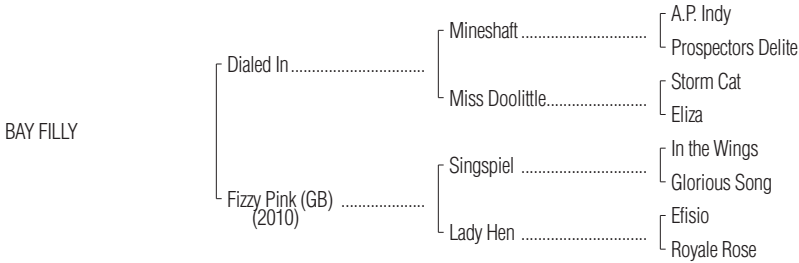 A.P. Indy
Mineshaft ..............................
Prospectors Delite
Dialed In................................
Storm Cat
Miss Doolittle........................
Eliza
BAY FILLY
In the Wings
Singspiel ..............................
Glorious Song
Fizzy Pink (GB) ....................
(2010)
Efisio
Lady Hen ..............................
Royale Rose